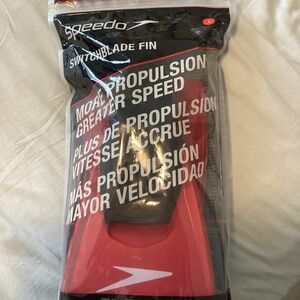 speedo
SWITCHBLADE FIN
MORE PROPULSION
GREATER SPEED
PLUS DE PROPULSION
VITESSE ACCRUE
MÁS PROPULSIÓN
MAYOR VELOCIDAD